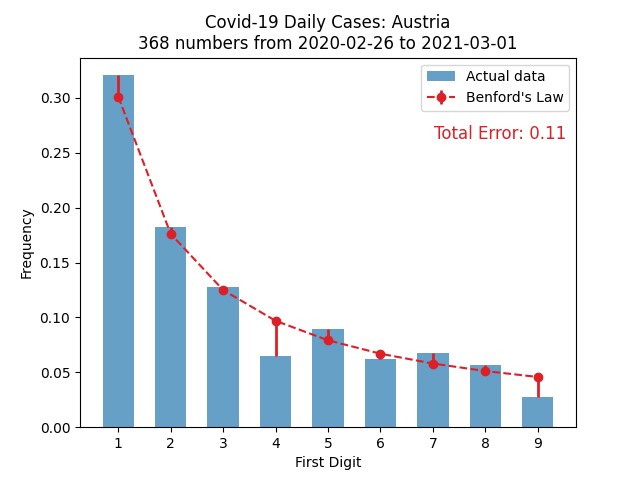 Covid-19 Daily Cases: Austria
368 numbers from 2020-02-26 to 2021-03-01
Actual data
Benford's Law
Total Error: 0.11
Frequency
0.30
0.25
0.20
0.15
0.10
0.05
0.00
1 2 3 4 5 6 7 8 9
First Digit